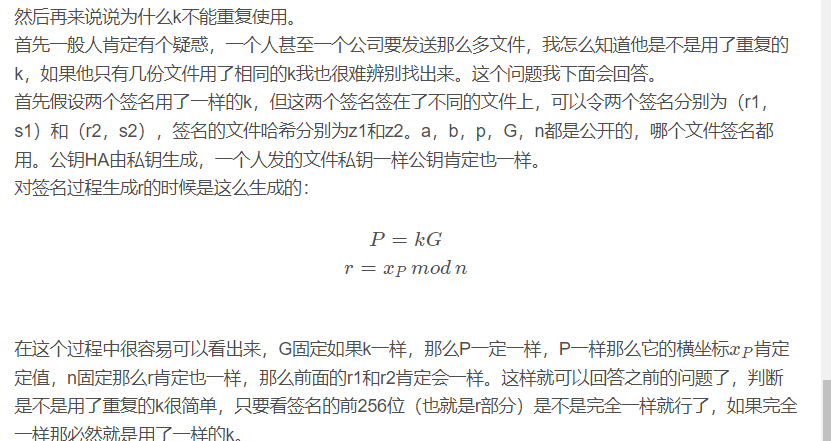 然后再来说说为什么k不能重复使用。
首先一般人肯定有个疑惑，一个人甚至一个公司要发送那么多文件，我怎么知道他是不是用了重复的
k，如果他只有几份文件用了相同的k我也很难辨别找出来。这个问题我下面会回答。
首先假设两个签名用了一样的k，但这两个签名签在了不同的文件上，可以令两个签名分别为（r1，
s1）和（r2，s2），签名的文件哈希分别为z1和z2。a，b，p，G，n都是公开的，哪个文件签名都
用。公钥HA由私钥生成，一个人发的文件私钥一样公钥肯定也一样。
对签名过程生成r的时候是这么生成的：
P = kG
r = x_P mod n
在这个过程中很容易可以看出来，G固定如果k一样，那么P一定一样，P一样那么它的横坐标x_P肯定
定值，n固定那么r肯定也一样，那么前面的r1和r2肯定会一样。这样就可以回答之前的问题了，判断
是不是用了重复的k很简单，只要看签名的前256位（也就是r部分）是不是完全一样就行了，如果完全
一样那必然就是用了一样的k。